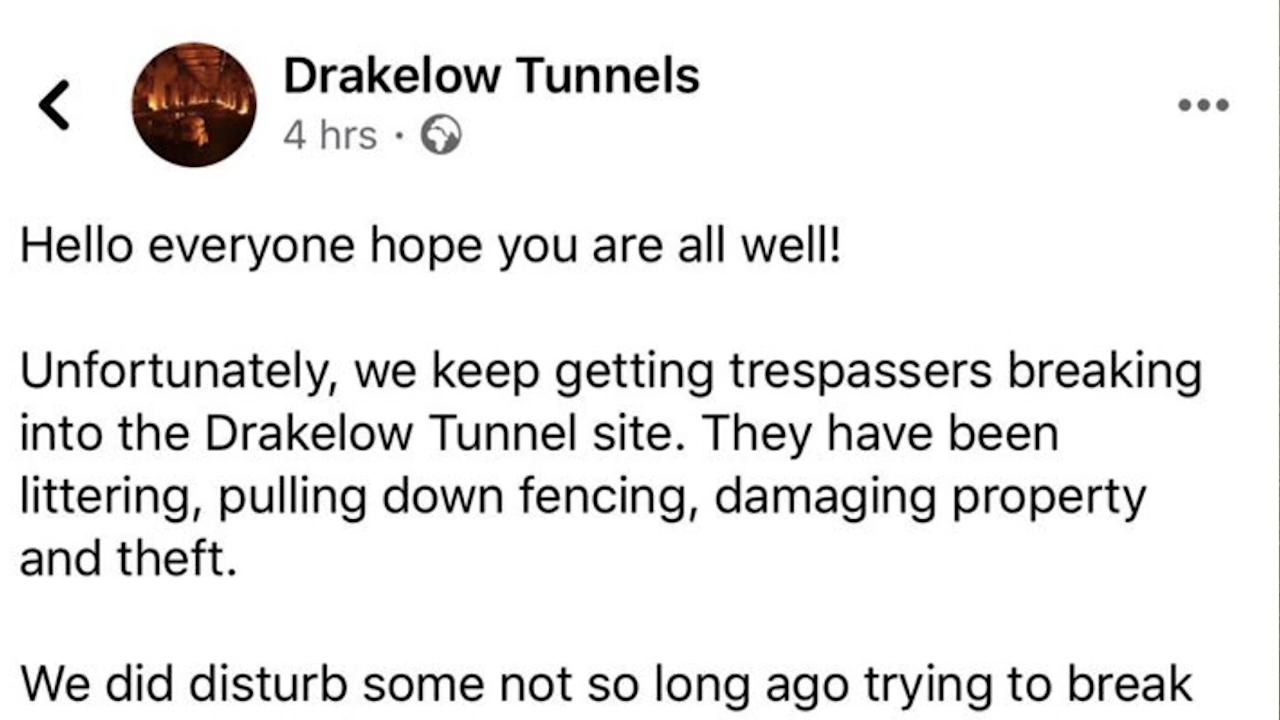 Drakelow Tunnels
4 hrs ·
Hello everyone hope you are all well!
Unfortunately, we keep getting trespassers breaking
into the Drakelow Tunnel site. They have been
littering, pulling down fencing, damaging property
and theft.
We did disturb some not so long ago trying to break